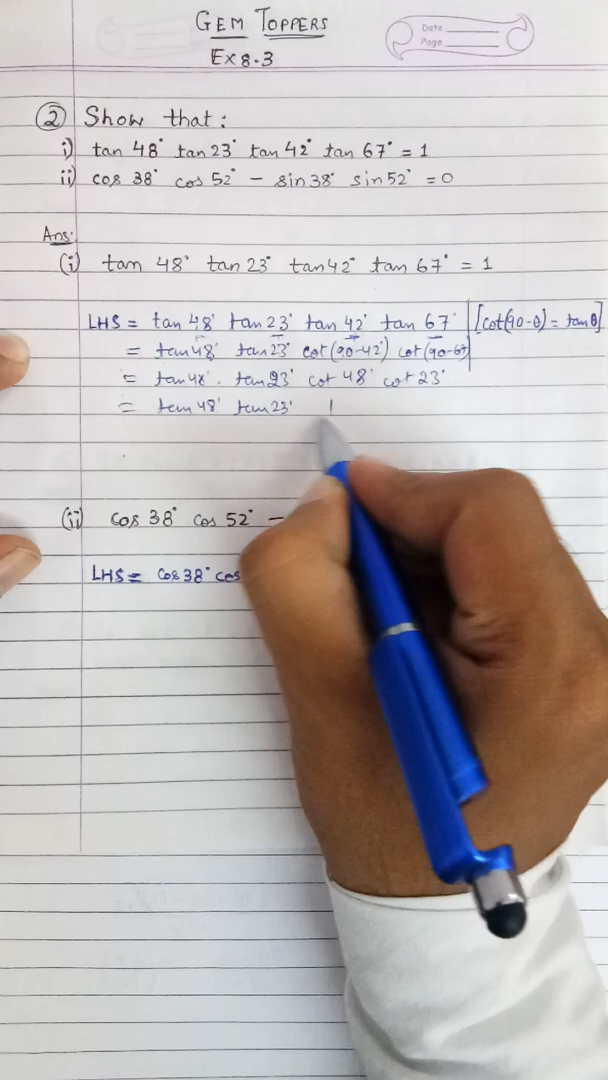 GEM TOPPERS
Date
Page
Ex 8.3
② Show that :
i) tan 48° tan 23° tan 42° tan 67° = 1
ii) cos 38° cos 52° - sin 38° sin 52° = 0
Ans:
(i) tan 48° tan 23° tan 42° tan 67° = 1
LHS = tan 48° tan 23° tan 42° tan 67° [cot(90-θ) = tanθ]
= tan 48° tan 23° cot (90-42°) cot (90-67)
= tan 48 . tan 23° cot 48° cot 23°
= tan 48° tan 23° 1
(ii) cos 38° cos 52° -
LHS = cos 38° cos